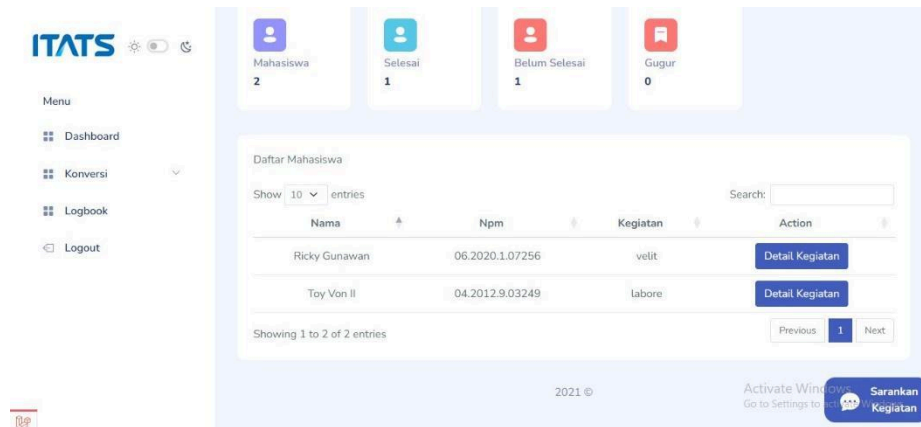 ITATS
Menu
Dashboard
Konversi
Logbook
Logout
Mahasiswa
2
Selesai
1
Belum Selesai
1
Gugur
0
Daftar Mahasiswa
Show 10 entries
Search:
Nama Npm Kegiatan Action
Ricky Gunawan 06.2020.1.07256 velit Detail Kegiatan
Toy Von II 04.2012.9.03249 labore Detail Kegiatan
Showing 1 to 2 of 2 entries
Previous 1 Next
2021 ©
Activate Windows
Go to Settings to
Sarankan
Kegiatan